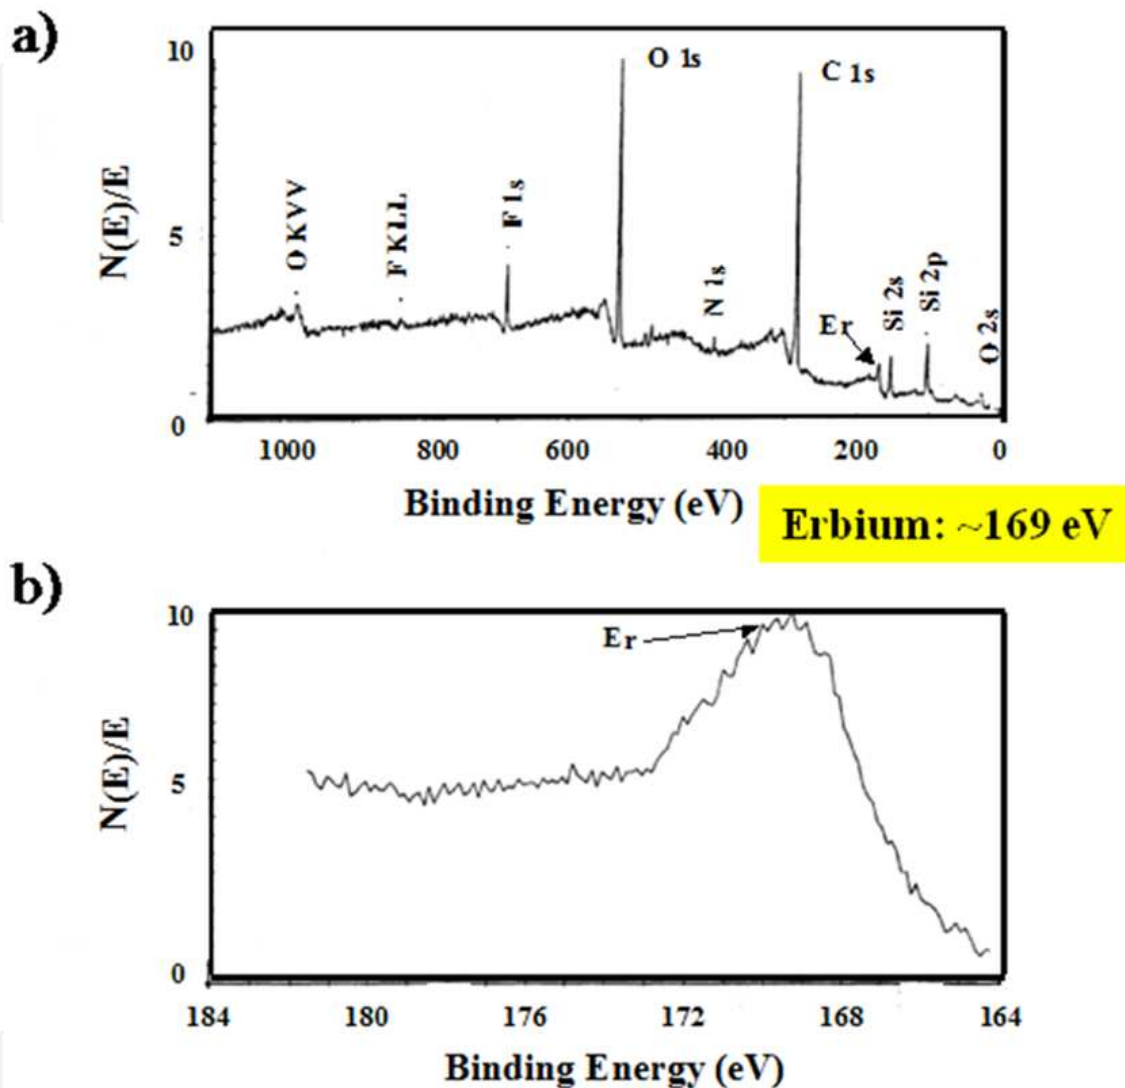 a)
10
5
0
N(E)/E
O KVV
F KLL
F 1s
O 1s
N 1s
C 1s
Er
Si 2s
Si 2p
O 2s
1000 800 600 400 200 0
Binding Energy (eV)
Erbium: ~169 eV
b)
10
5
0
N(E)/E
Er
184 180 176 172 168 164
Binding Energy (eV)